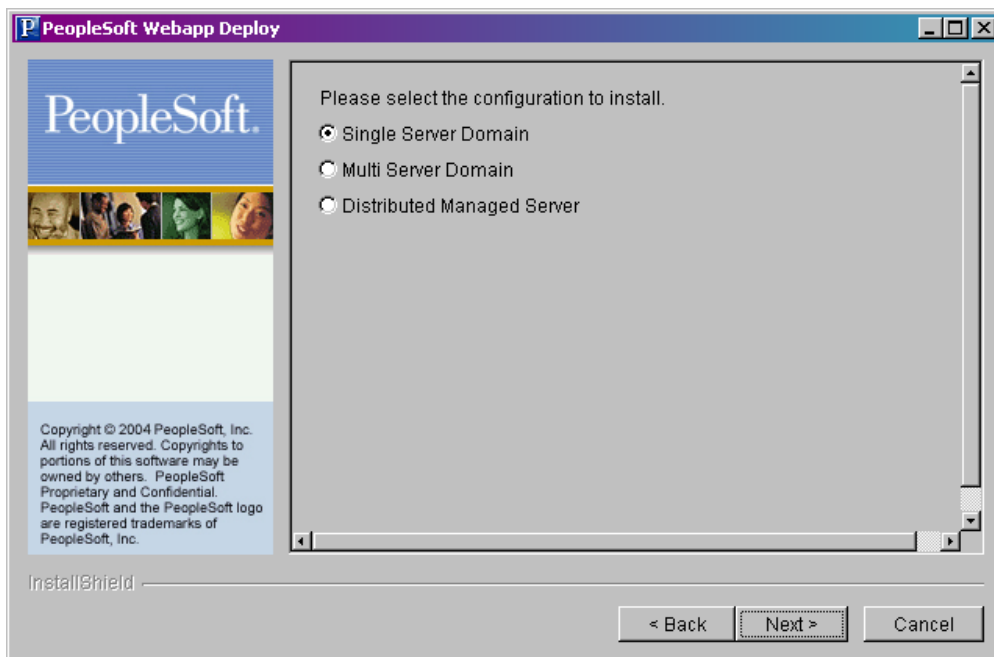 PeopleSoft Webapp Deploy
PeopleSoft.
Please select the configuration to install.
Single Server Domain
Multi Server Domain
Distributed Managed Server
Copyright © 2004 PeopleSoft, Inc.
All rights reserved. Copyrights to
portions of this software may be
owned by others. PeopleSoft
Proprietary and Confidential.
PeopleSoft and the PeopleSoft logo
are registered trademarks of
PeopleSoft, Inc.
InstallShield
< Back
Next >
Cancel